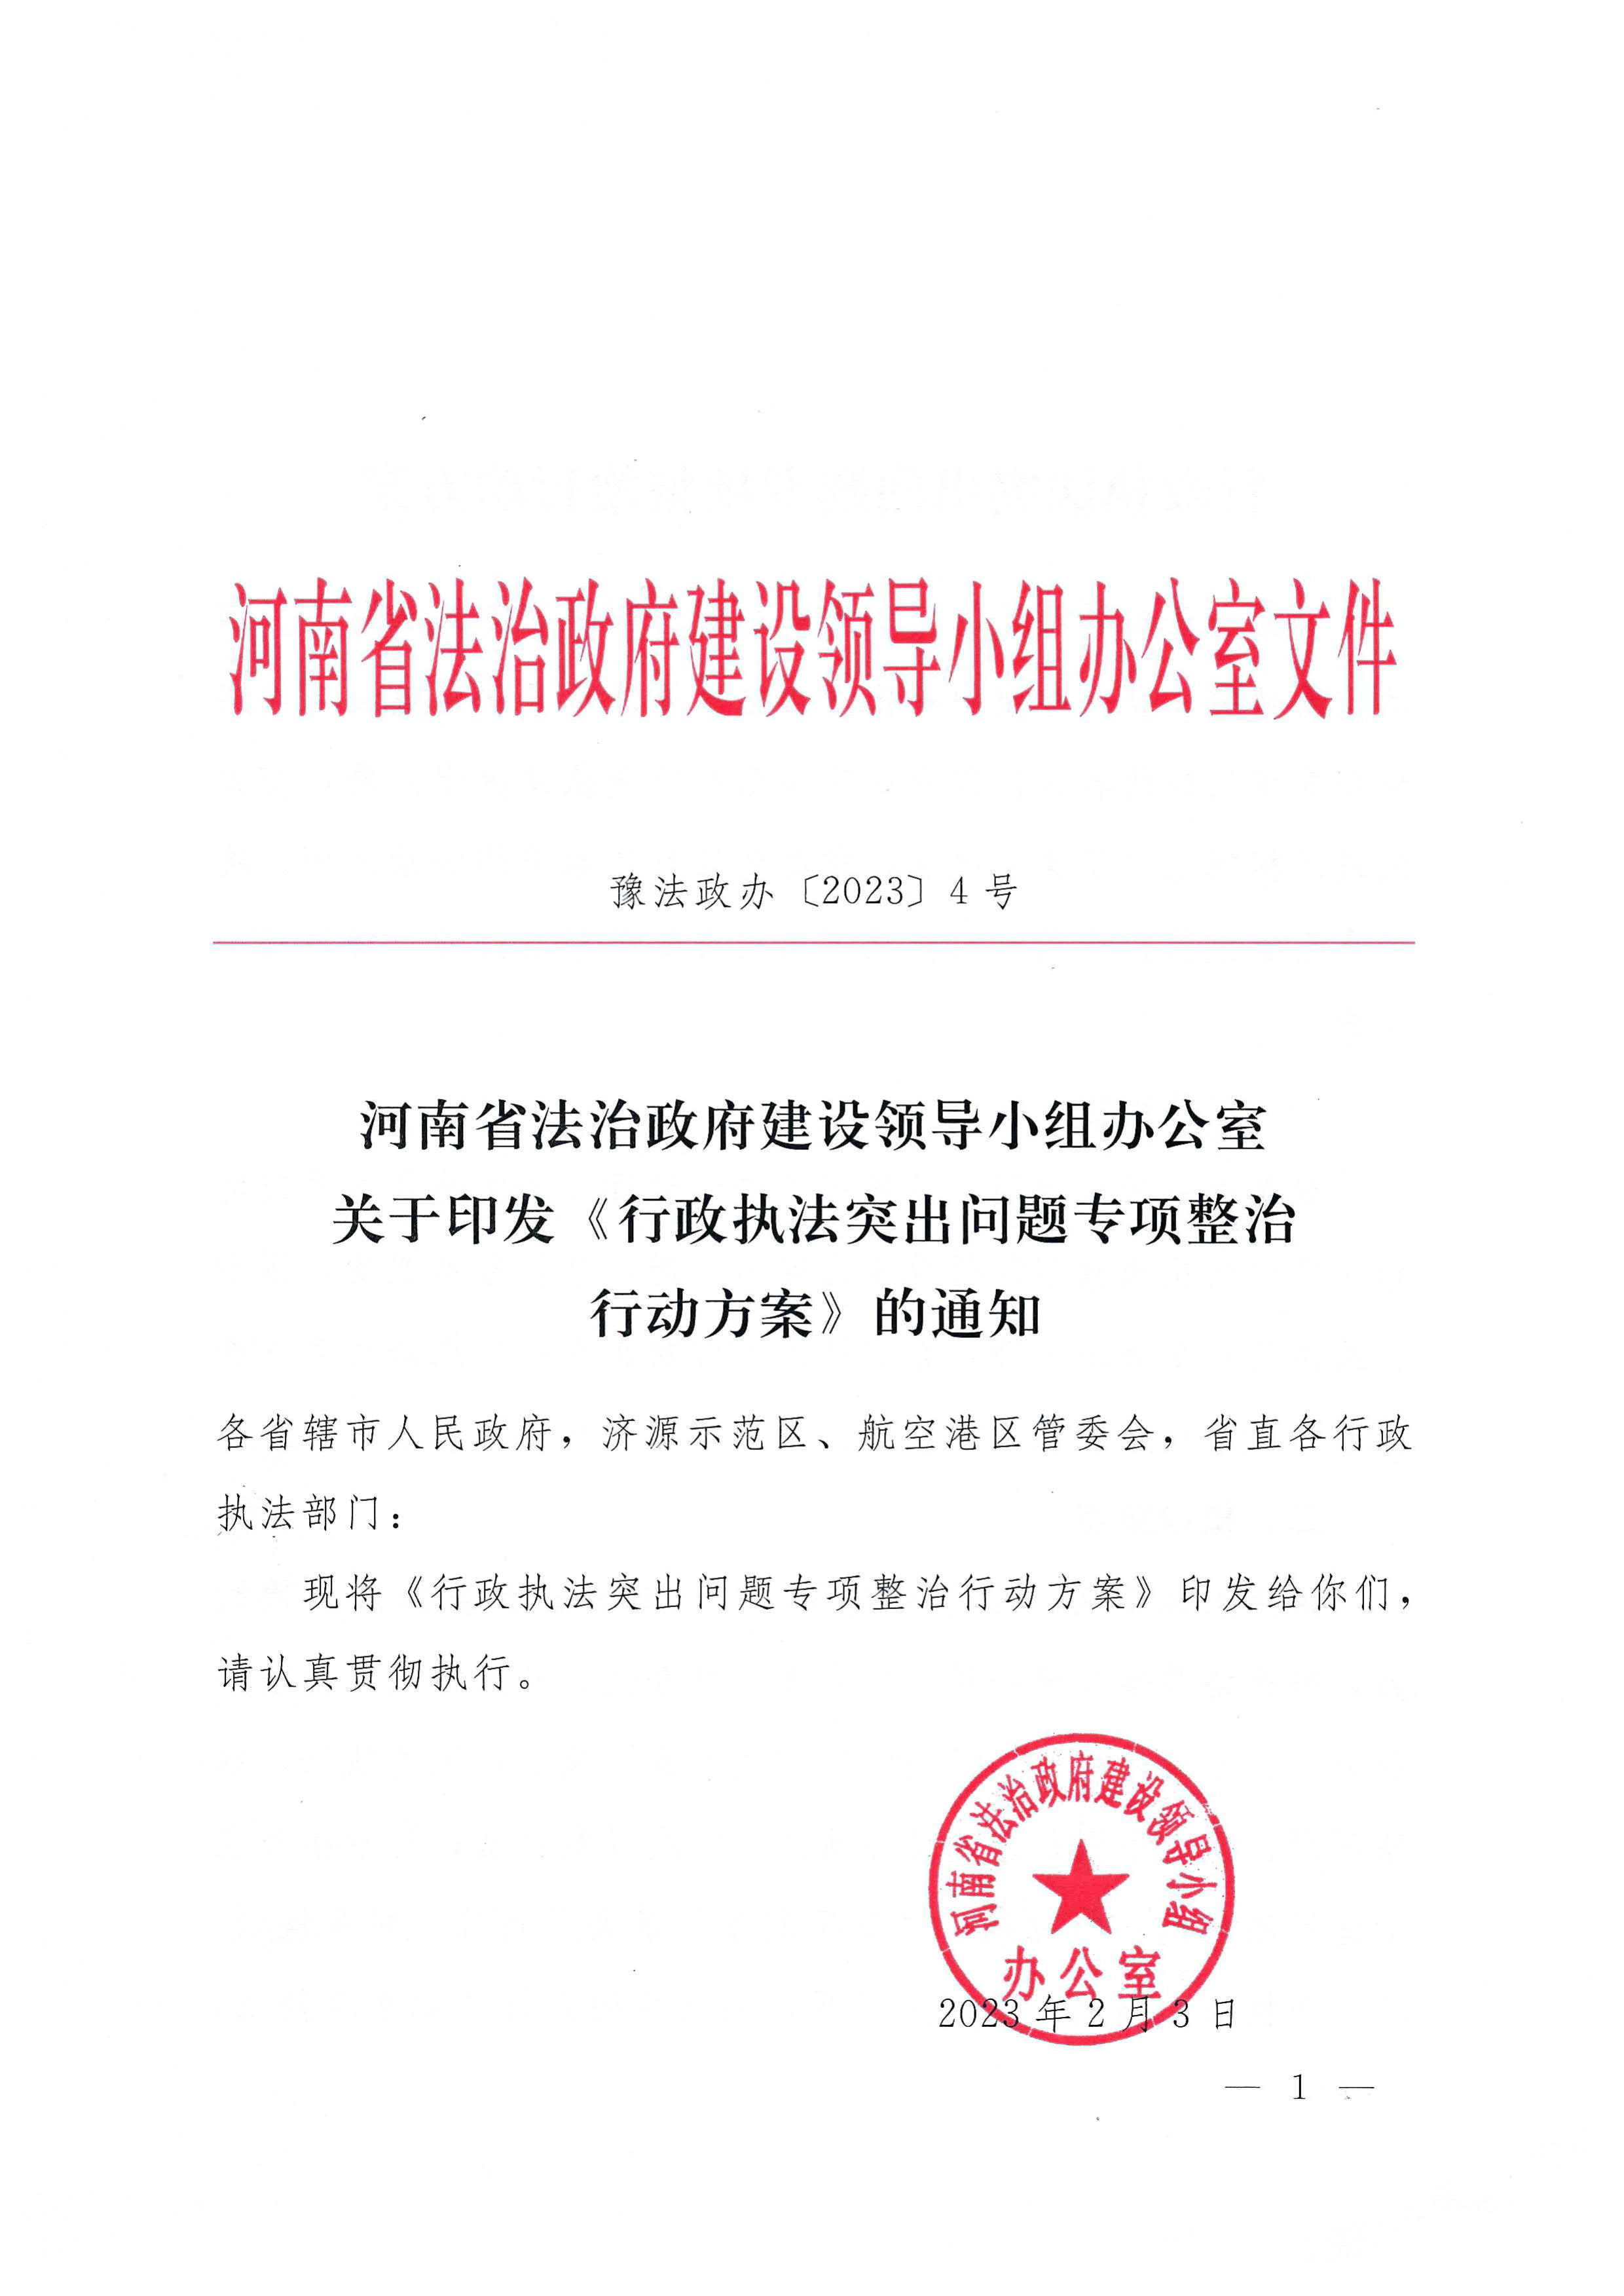 河南省法治政府建设领导小组办公室文件
豫法政办〔2023〕4号
河南省法治政府建设领导小组办公室
关于印发《行政执法突出问题专项整治
行动方案》的通知
各省辖市人民政府，济源示范区、航空港区管委会，省直各行政
执法部门：
现将《行政执法突出问题专项整治行动方案》印发给你们，
请认真贯彻执行。
河南省法治政府建设领导小组
办公室
2023年2月3日
— 1 —